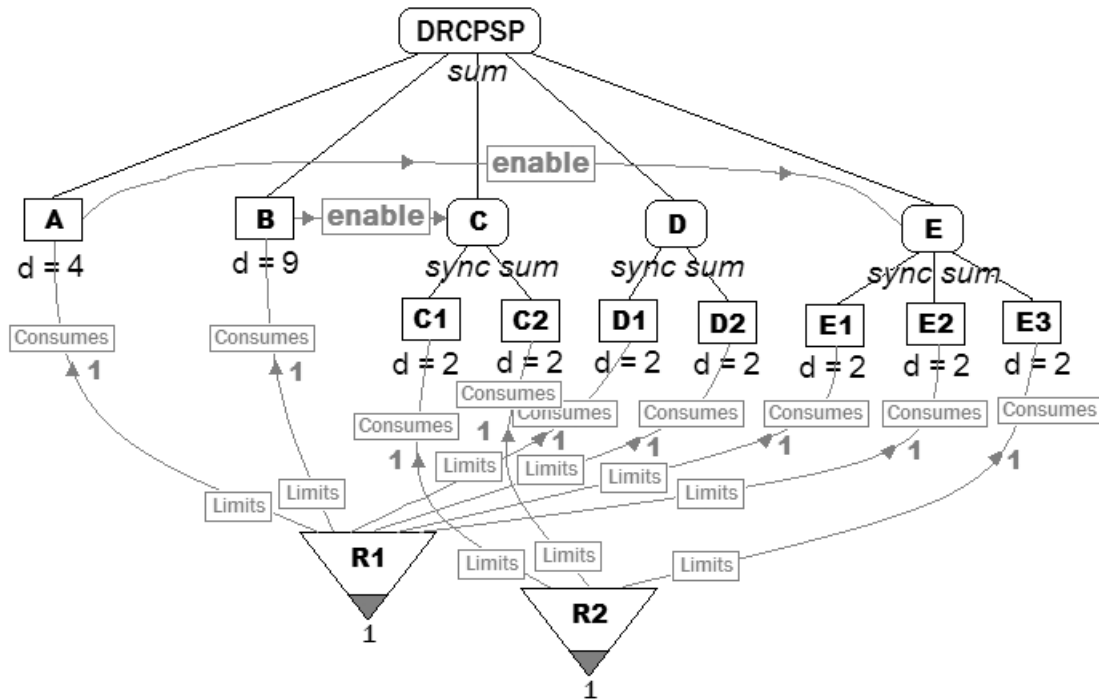 DRCPSP
sum
enable
A B enable C D E
d = 4 d = 9 sync sum sync sum sync sum
C1 C2 D1 D2 E1 E2 E3
d = 2 d = 2 d = 2 d = 2 d = 2 d = 2 d = 2
Consumes Consumes
1 1
Consumes Consumes Consumes Consumes Consumes Consumes Consumes
1 1 1 1 1 1 1
Limits Limits Limits Limits Limits Limits
R1 Limits Limits Limits
R2
1
1